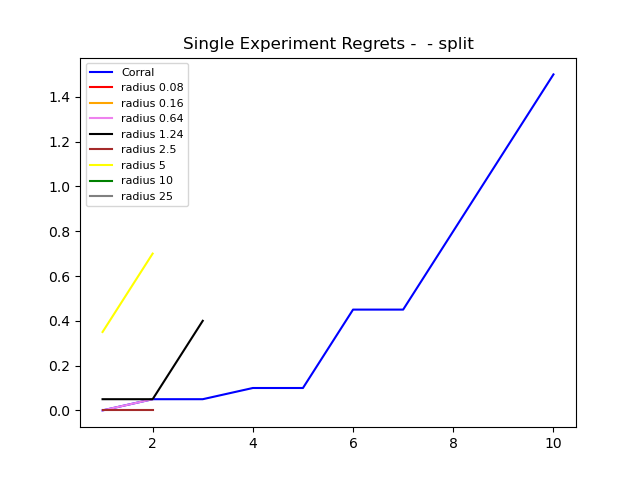 Single Experiment Regrets -  - split
Corral
radius 0.08
radius 0.16
radius 0.64
radius 1.24
radius 2.5
radius 5
radius 10
radius 25
1.4
1.2
1.0
0.8
0.6
0.4
0.2
0.0
2 4 6 8 10